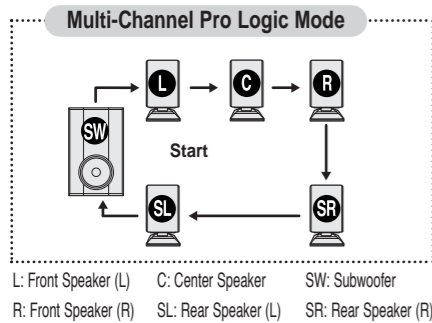 Multi-Channel Pro Logic Mode
L C R
SW
Start
SL SR
L: Front Speaker (L) C: Center Speaker SW: Subwoofer
R: Front Speaker (R) SL: Rear Speaker (L) SR: Rear Speaker (R)